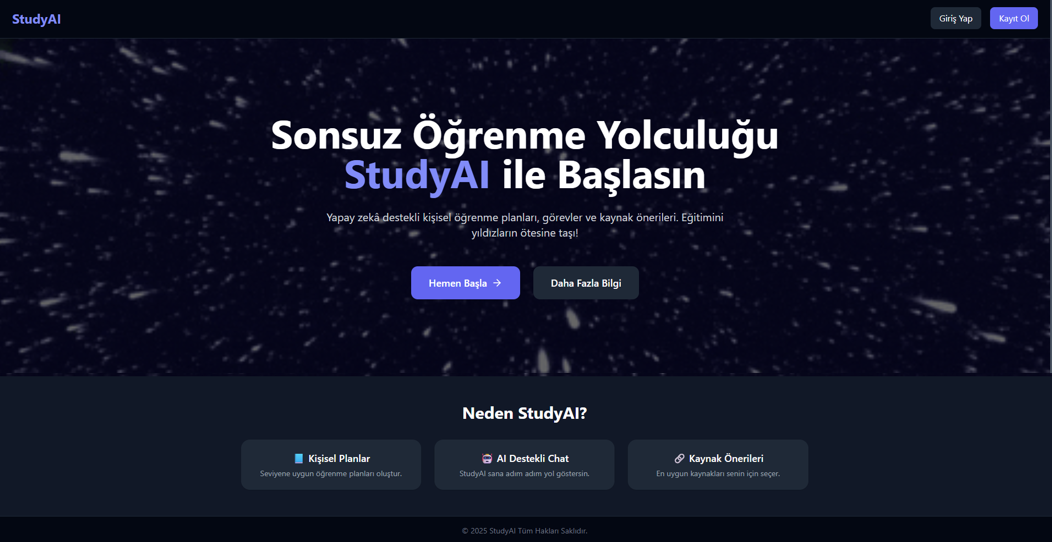 StudyAI
Giriş Yap
Kayıt Ol
Sonsuz Öğrenme Yolculuğu
StudyAI ile Başlasın
Yapay zekâ destekli kişisel öğrenme planları, görevler ve kaynak önerileri. Eğitimini
yıldızların ötesine taşı!
Hemen Başla →
Daha Fazla Bilgi
Neden StudyAI?
📘 Kişisel Planlar
Seviyene uygun öğrenme planları oluştur.
🤖 AI Destekli Chat
StudyAI sana adım adım yol göstersin.
🔗 Kaynak Önerileri
En uygun kaynakları senin için seçer.
© 2025 StudyAI Tüm Hakları Saklıdır.